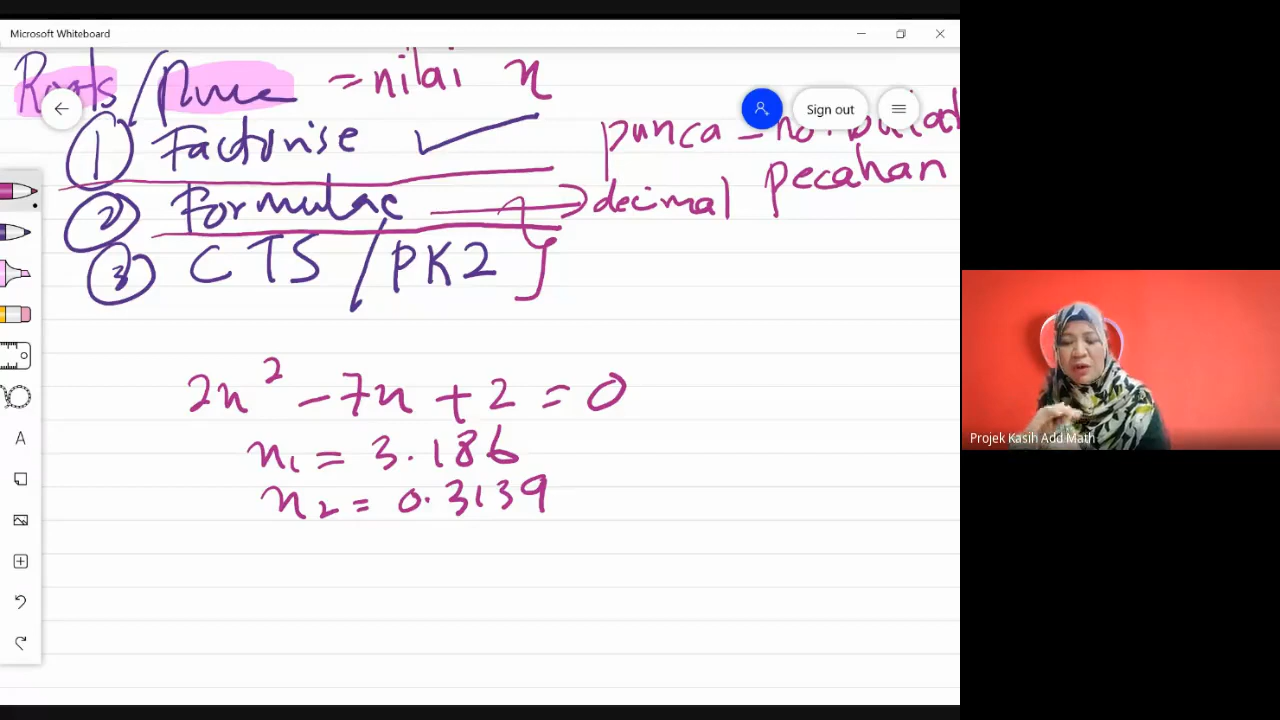 Microsoft Whiteboard
Roots / Punca = nilai x
Sign out
① Factorise ✓
punca = no. bulat
pecahan
② Formulae → decimal
③ CTS / PK2
2x² - 7x + 2 = 0
x₁ = 3.186
x₂ = 0.3139
Projek Kasih Add Math
A